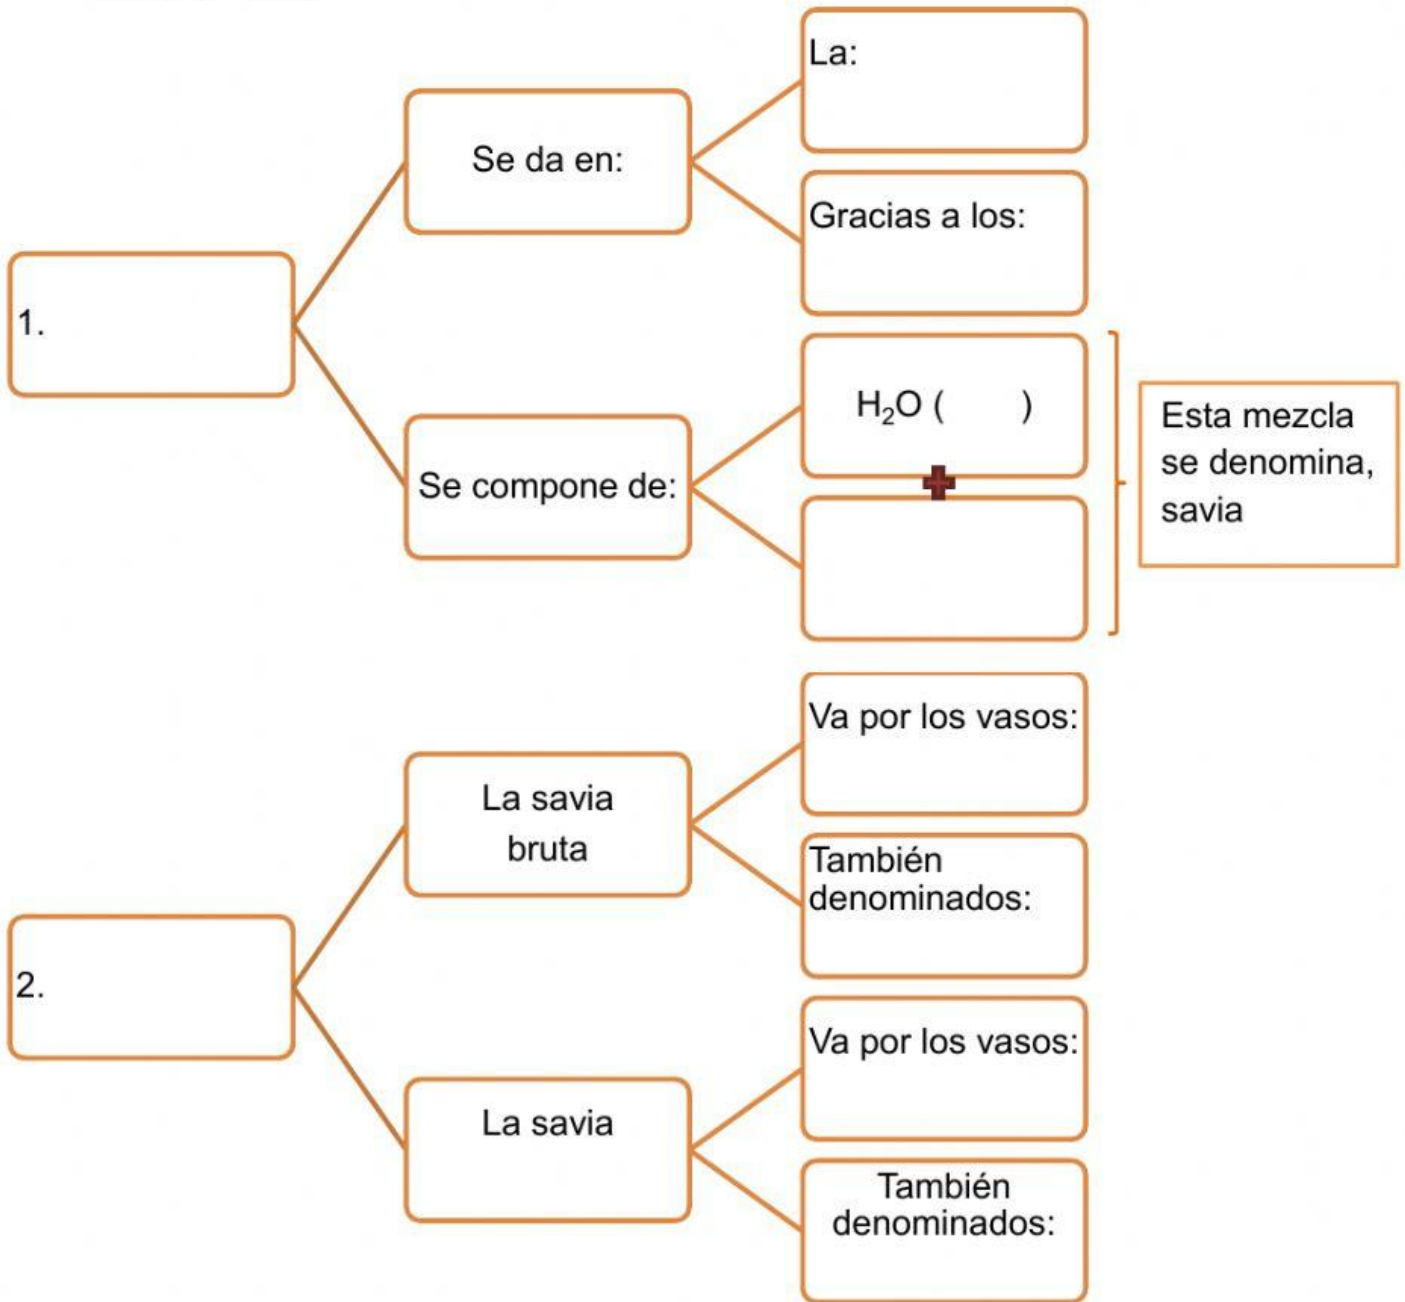 La:
Se da en:
Gracias a los:
1.
H₂O (      )
Se compone de:
Esta mezcla
se denomina,
savia
Va por los vasos:
La savia
bruta
También
denominados:
2.
Va por los vasos:
La savia
También
denominados: